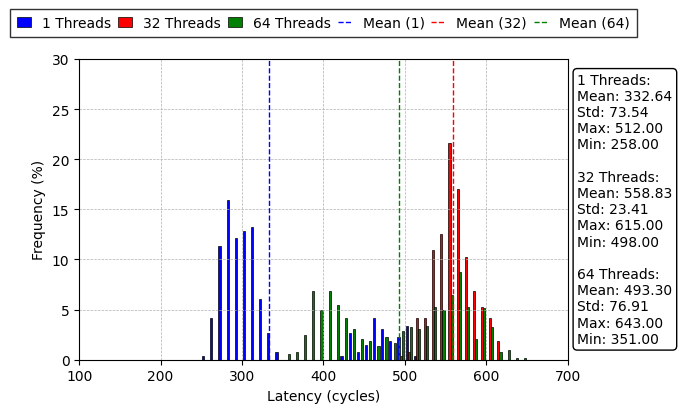 1 Threads 32 Threads 64 Threads Mean (1) Mean (32) Mean (64)
30
25
20
15
10
5
0
Frequency (%)
100 200 300 400 500 600 700
Latency (cycles)
1 Threads:
Mean: 332.64
Std: 73.54
Max: 512.00
Min: 258.00
32 Threads:
Mean: 558.83
Std: 23.41
Max: 615.00
Min: 498.00
64 Threads:
Mean: 493.30
Std: 76.91
Max: 643.00
Min: 351.00